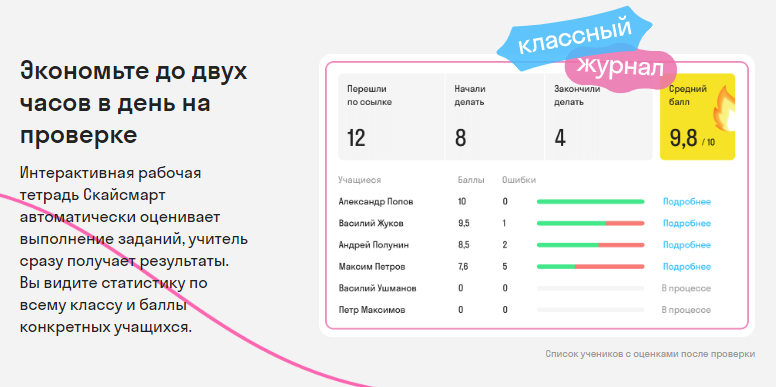 Экономьте до двух
часов в день на
проверке
Интерактивная рабочая
тетрадь Скайсмарт
автоматически оценивает
выполнение заданий, учитель
сразу получает результаты.
Вы видите статистику по
всему классу и баллы
конкретных учащихся.
классный
журнал
Перешли
по ссылке
12
Начали
делать
8
Закончили
делать
4
Средний
балл
9,8 / 10
Учащиеся Баллы Ошибки
Александр Попов 10 0 Подробнее
Василий Жуков 9,5 1 Подробнее
Андрей Полунин 8,5 2 Подробнее
Максим Петров 7,6 5 Подробнее
Василий Ушманов 0 0 В процессе
Петр Максимов 0 0 В процессе
Список учеников с оценками после проверки